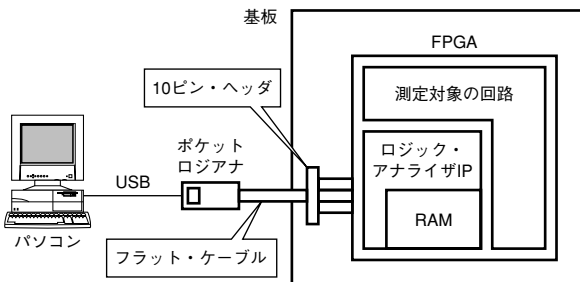 基板
FPGA
10ピン・ヘッダ
測定対象の回路
ポケット
ロジアナ
ロジック・
アナライザIP
USB
RAM
パソコン
フラット・ケーブル